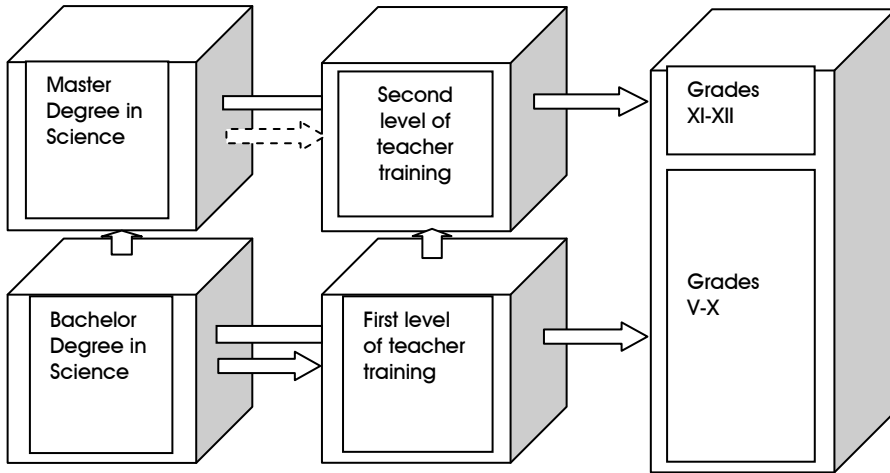 Master
Degree in
Science
Second
level of
teacher
training
Grades
XI-XII
Bachelor
Degree in
Science
First level
of teacher
training
Grades
V-X